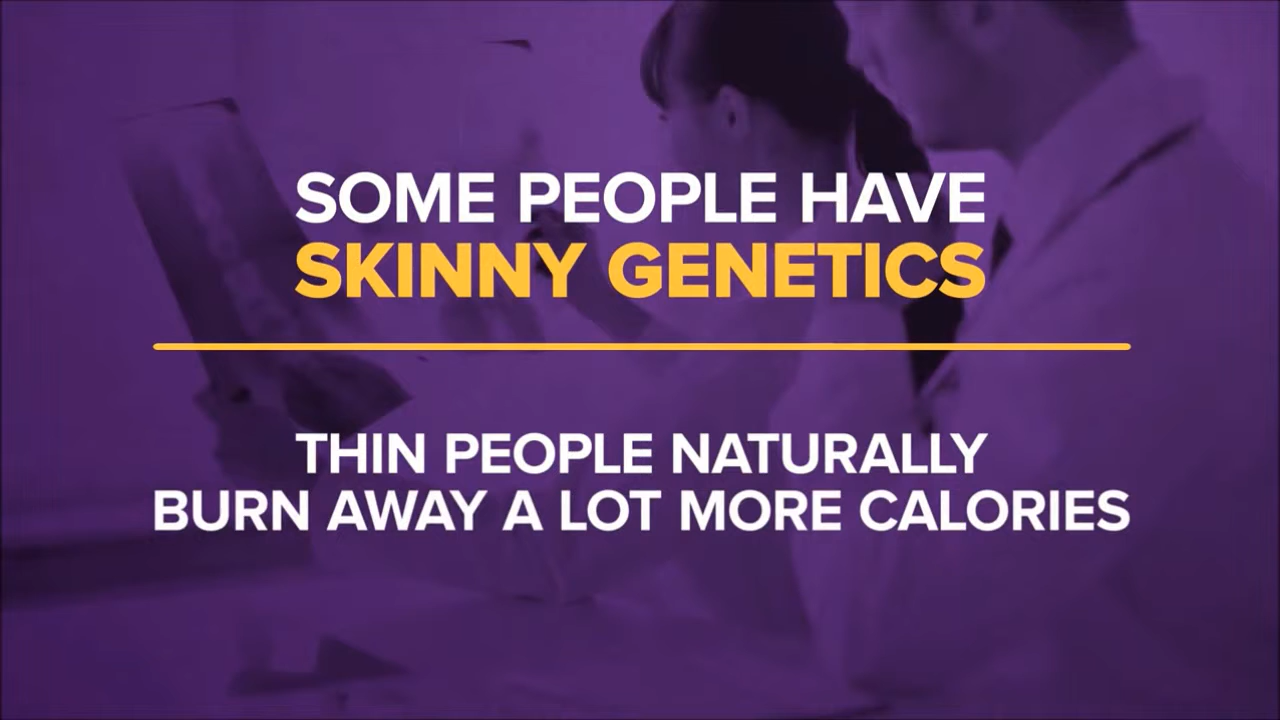 SOME PEOPLE HAVE
SKINNY GENETICS
THIN PEOPLE NATURALLY
BURN AWAY A LOT MORE CALORIES